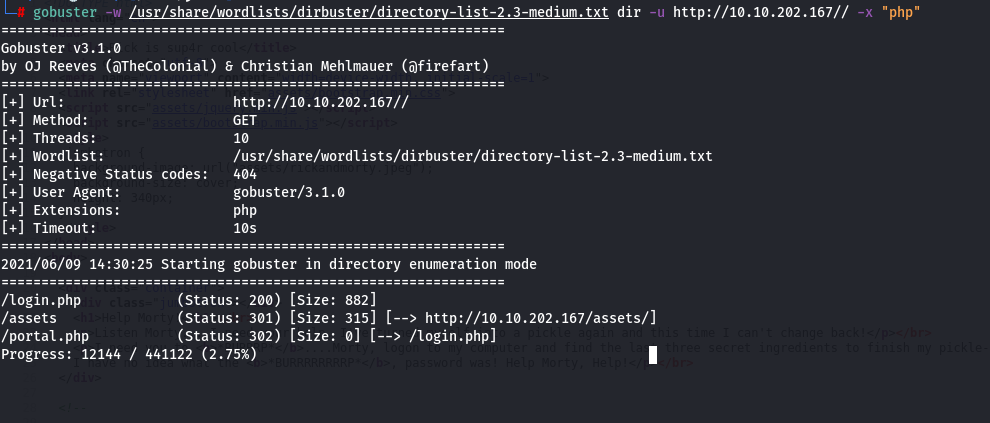 # gobuster -w /usr/share/wordlists/dirbuster/directory-list-2.3-medium.txt dir -u http://10.10.202.167// -x "php"
===============================================================
Gobuster v3.1.0
by OJ Reeves (@TheColonial) & Christian Mehlmauer (@firefart)
===============================================================
[+] Url:                     http://10.10.202.167//
[+] Method:                  GET
[+] Threads:                 10
[+] Wordlist:                /usr/share/wordlists/dirbuster/directory-list-2.3-medium.txt
[+] Negative Status codes:   404
[+] User Agent:              gobuster/3.1.0
[+] Extensions:              php
[+] Timeout:                 10s
===============================================================
2021/06/09 14:30:25 Starting gobuster in directory enumeration mode
===============================================================
/login.php            (Status: 200) [Size: 882]
/assets               (Status: 301) [Size: 315] [--> http://10.10.202.167/assets/]
/portal.php           (Status: 302) [Size: 0] [--> /login.php]
Progress: 12144 / 441122 (2.75%)
</div>
<!--